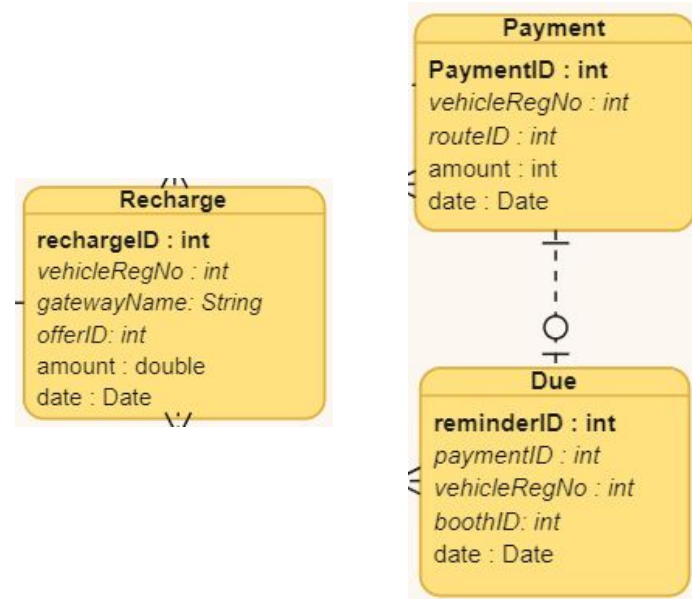 Recharge
rechargeID : int
vehicleRegNo : int
gatewayName: String
offerID: int
amount : double
date : Date
Payment
PaymentID : int
vehicleRegNo : int
routeID : int
amount : int
date : Date
Due
reminderID : int
paymentID : int
vehicleRegNo : int
boothID: int
date : Date